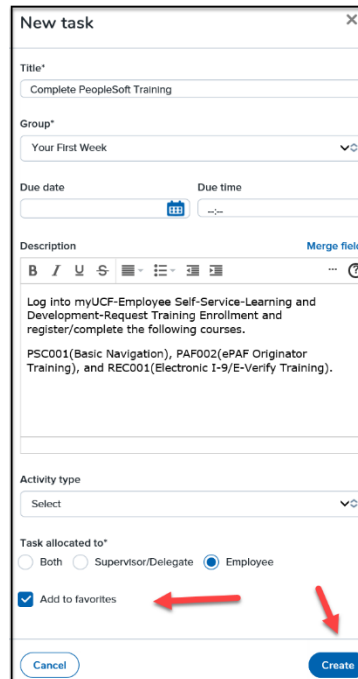 New task
Title*
Complete PeopleSoft Training
Group*
Your First Week
Due date Due time
--:--
Description Merge field
B I U S
Log into myUCF-Employee Self-Service-Learning and
Development-Request Training Enrollment and
register/complete the following courses.
PSC001(Basic Navigation), PAF002(ePAF Originator
Training), and REC001(Electronic I-9/E-Verify Training).
Activity type
Select
Task allocated to*
Both Supervisor/Delegate Employee
Add to favorites
Cancel Create